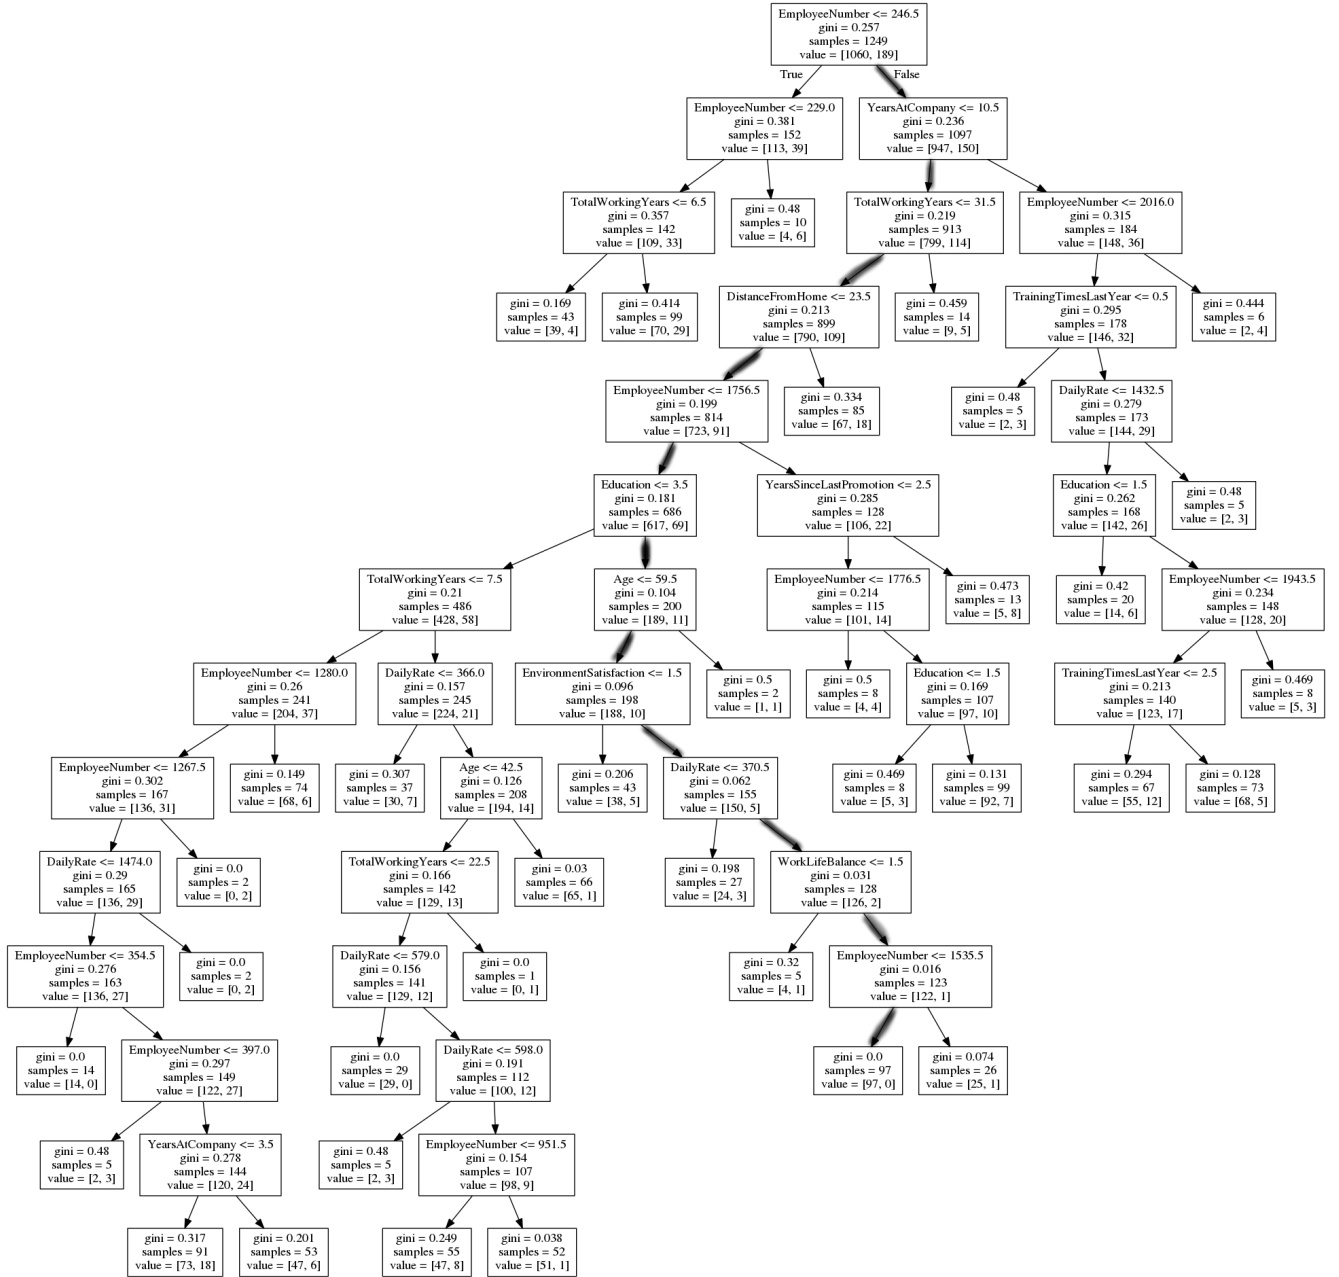 EmployeeNumber <= 246.5
gini = 0.257
samples = 1249
value = [1060, 189]
True
False
EmployeeNumber <= 229.0
gini = 0.381
samples = 152
value = [113, 39]
YearsAtCompany <= 10.5
gini = 0.236
samples = 1097
value = [947, 150]
TotalWorkingYears <= 6.5
gini = 0.357
samples = 142
value = [109, 33]
gini = 0.48
samples = 10
value = [4, 6]
TotalWorkingYears <= 31.5
gini = 0.219
samples = 913
value = [799, 114]
EmployeeNumber <= 2016.0
gini = 0.315
samples = 184
value = [148, 36]
gini = 0.169
samples = 43
value = [39, 4]
gini = 0.414
samples = 99
value = [70, 29]
DistanceFromHome <= 23.5
gini = 0.213
samples = 899
value = [790, 109]
gini = 0.459
samples = 14
value = [9, 5]
TrainingTimesLastYear <= 0.5
gini = 0.295
samples = 178
value = [146, 32]
gini = 0.444
samples = 6
value = [2, 4]
EmployeeNumber <= 1756.5
gini = 0.199
samples = 814
value = [723, 91]
gini = 0.334
samples = 85
value = [67, 18]
gini = 0.48
samples = 5
value = [2, 3]
DailyRate <= 1432.5
gini = 0.279
samples = 173
value = [144, 29]
Education <= 3.5
gini = 0.181
samples = 686
value = [617, 69]
YearsSinceLastPromotion <= 2.5
gini = 0.285
samples = 128
value = [106, 22]
Education <= 1.5
gini = 0.262
samples = 168
value = [142, 26]
gini = 0.48
samples = 5
value = [2, 3]
TotalWorkingYears <= 7.5
gini = 0.21
samples = 486
value = [428, 58]
Age <= 59.5
gini = 0.104
samples = 200
value = [189, 11]
EmployeeNumber <= 1776.5
gini = 0.214
samples = 115
value = [101, 14]
gini = 0.473
samples = 13
value = [5, 8]
gini = 0.42
samples = 20
value = [14, 6]
EmployeeNumber <= 1943.5
gini = 0.234
samples = 148
value = [128, 20]
EmployeeNumber <= 1280.0
gini = 0.26
samples = 241
value = [204, 37]
DailyRate <= 366.0
gini = 0.157
samples = 245
value = [224, 21]
EnvironmentSatisfaction <= 1.5
gini = 0.096
samples = 198
value = [188, 10]
gini = 0.5
samples = 2
value = [1, 1]
gini = 0.5
samples = 8
value = [4, 4]
Education <= 1.5
gini = 0.169
samples = 107
value = [97, 10]
TrainingTimesLastYear <= 2.5
gini = 0.213
samples = 140
value = [123, 17]
gini = 0.469
samples = 8
value = [5, 3]
EmployeeNumber <= 1267.5
gini = 0.302
samples = 167
value = [136, 31]
gini = 0.149
samples = 74
value = [68, 6]
gini = 0.307
samples = 37
value = [30, 7]
Age <= 42.5
gini = 0.126
samples = 208
value = [194, 14]
gini = 0.206
samples = 43
value = [38, 5]
DailyRate <= 370.5
gini = 0.062
samples = 155
value = [150, 5]
gini = 0.469
samples = 8
value = [5, 3]
gini = 0.131
samples = 99
value = [92, 7]
gini = 0.294
samples = 67
value = [55, 12]
gini = 0.128
samples = 73
value = [68, 5]
DailyRate <= 1474.0
gini = 0.29
samples = 165
value = [136, 29]
gini = 0.0
samples = 2
value = [0, 2]
TotalWorkingYears <= 22.5
gini = 0.166
samples = 142
value = [129, 13]
gini = 0.03
samples = 66
value = [65, 1]
gini = 0.198
samples = 27
value = [24, 3]
WorkLifeBalance <= 1.5
gini = 0.031
samples = 128
value = [126, 2]
EmployeeNumber <= 354.5
gini = 0.276
samples = 163
value = [136, 27]
gini = 0.0
samples = 2
value = [0, 2]
DailyRate <= 579.0
gini = 0.156
samples = 141
value = [129, 12]
gini = 0.0
samples = 1
value = [0, 1]
gini = 0.32
samples = 5
value = [4, 1]
EmployeeNumber <= 1535.5
gini = 0.016
samples = 123
value = [122, 1]
gini = 0.0
samples = 14
value = [14, 0]
EmployeeNumber <= 397.0
gini = 0.297
samples = 149
value = [122, 27]
gini = 0.0
samples = 29
value = [29, 0]
DailyRate <= 598.0
gini = 0.191
samples = 112
value = [100, 12]
gini = 0.0
samples = 97
value = [97, 0]
gini = 0.074
samples = 26
value = [25, 1]
gini = 0.48
samples = 5
value = [2, 3]
YearsAtCompany <= 3.5
gini = 0.278
samples = 144
value = [120, 24]
gini = 0.48
samples = 5
value = [2, 3]
EmployeeNumber <= 951.5
gini = 0.154
samples = 107
value = [98, 9]
gini = 0.317
samples = 91
value = [73, 18]
gini = 0.201
samples = 53
value = [47, 6]
gini = 0.249
samples = 55
value = [47, 8]
gini = 0.038
samples = 52
value = [51, 1]